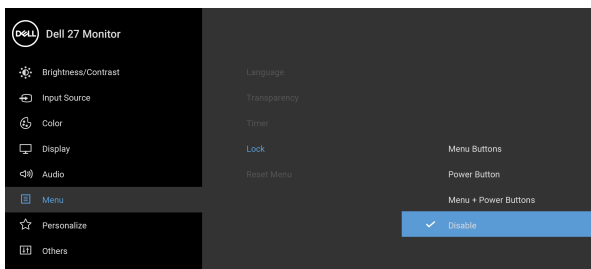 DELL Dell 27 Monitor
Brightness/Contrast
Language
Input Source
Transparency
Color
Timer
Display
Lock
Menu Buttons
Audio
Reset Menu
Power Button
Menu
Menu + Power Buttons
Personalize
Disable
Others